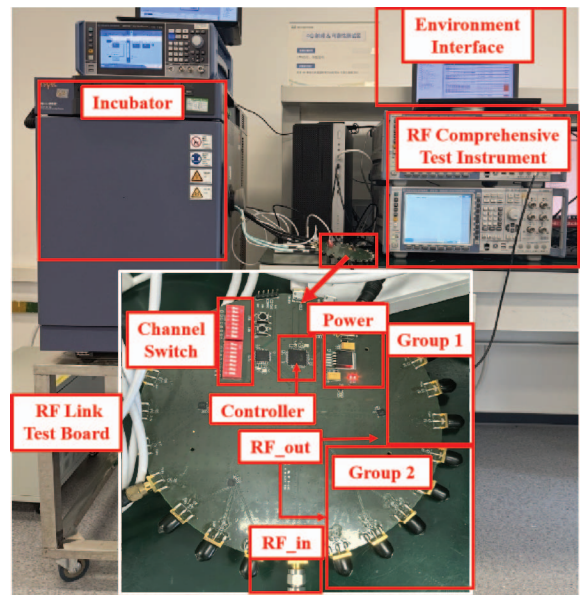 Environment
Interface
Incubator
RF Comprehensive
Test Instrument
Channel
Switch
Power
Group 1
Controller
RF Link
Test Board
RF_out
Group 2
RF_in